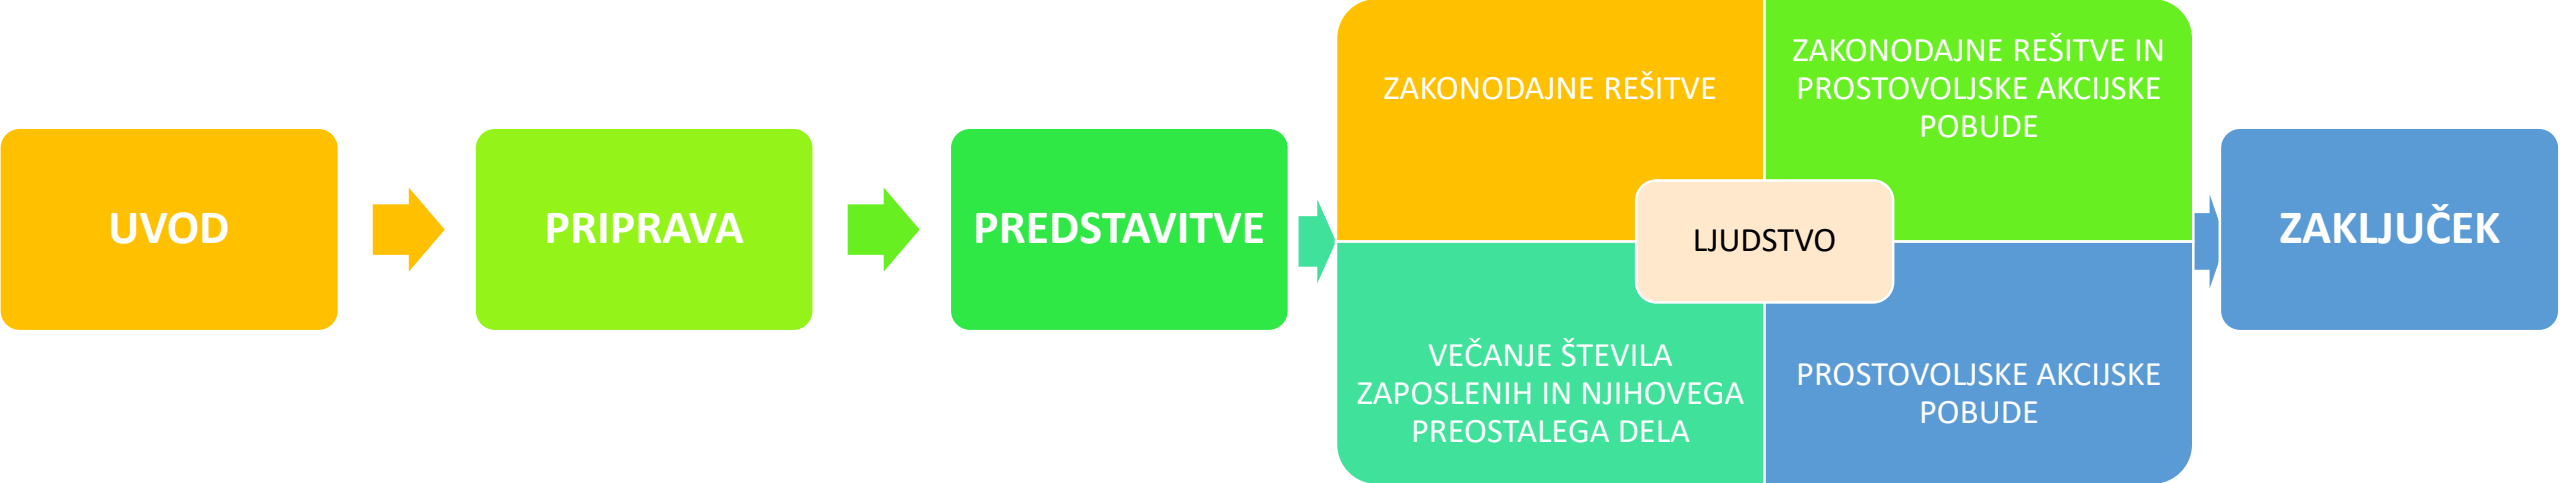 UVOD
PRIPRAVA
PREDSTAVITVE
ZAKONODAJNE REŠITVE
ZAKONODAJNE REŠITVE IN
PROSTOVOLJSKE AKCIJSKE
POBUDE
LJUDSTVO
VEČANJE ŠTEVILA
ZAPOSLENIH IN NJIHOVEGA
PREOSTALEGA DELA
PROSTOVOLJSKE AKCIJSKE
POBUDE
ZAKLJUČEK